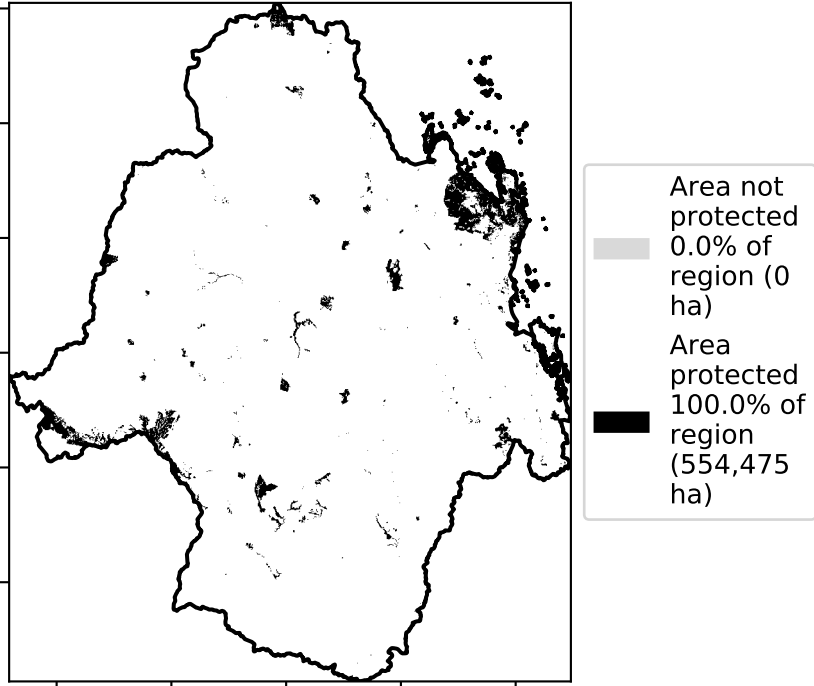 Area not
protected
0.0% of
region (0
ha)
Area
protected
100.0% of
region
(554,475
ha)